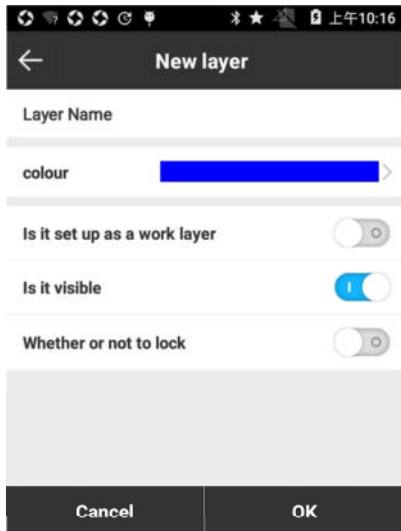 上午10:16
New layer
Layer Name
colour
Is it set up as a work layer
Is it visible
Whether or not to lock
Cancel OK